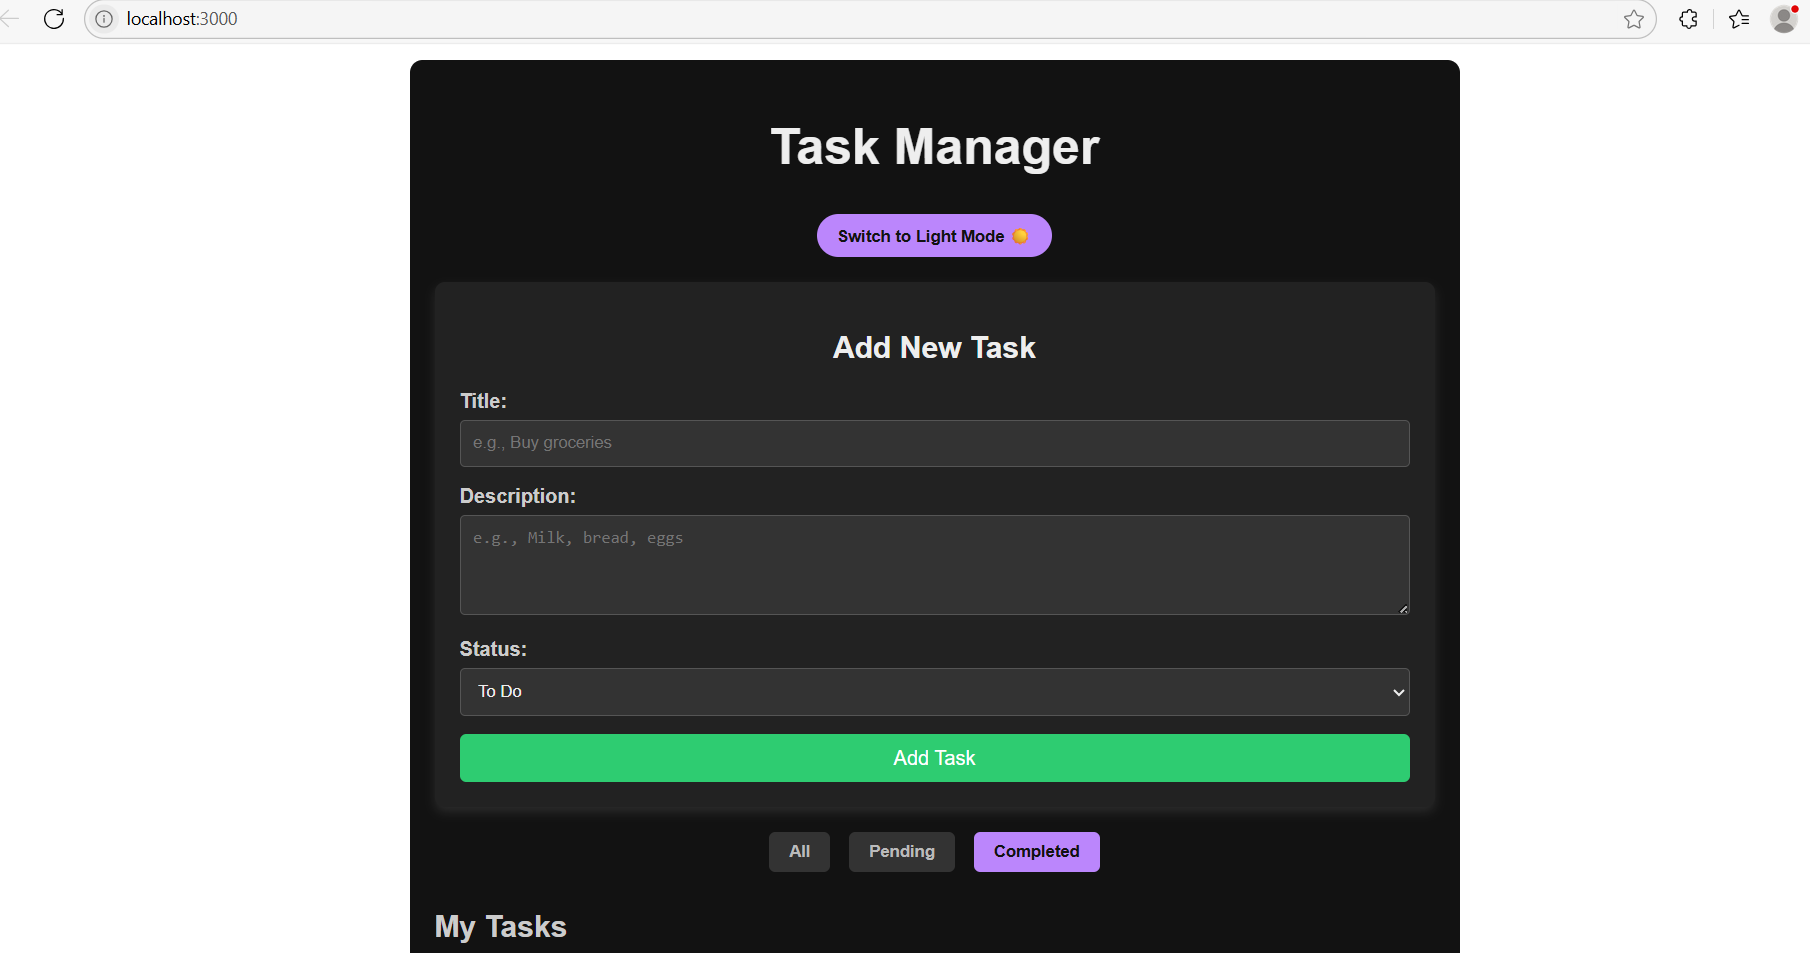 localhost:3000
Task Manager
Switch to Light Mode
Add New Task
Title:
e.g., Buy groceries
Description:
e.g., Milk, bread, eggs
Status:
To Do
Add Task
All Pending Completed
My Tasks